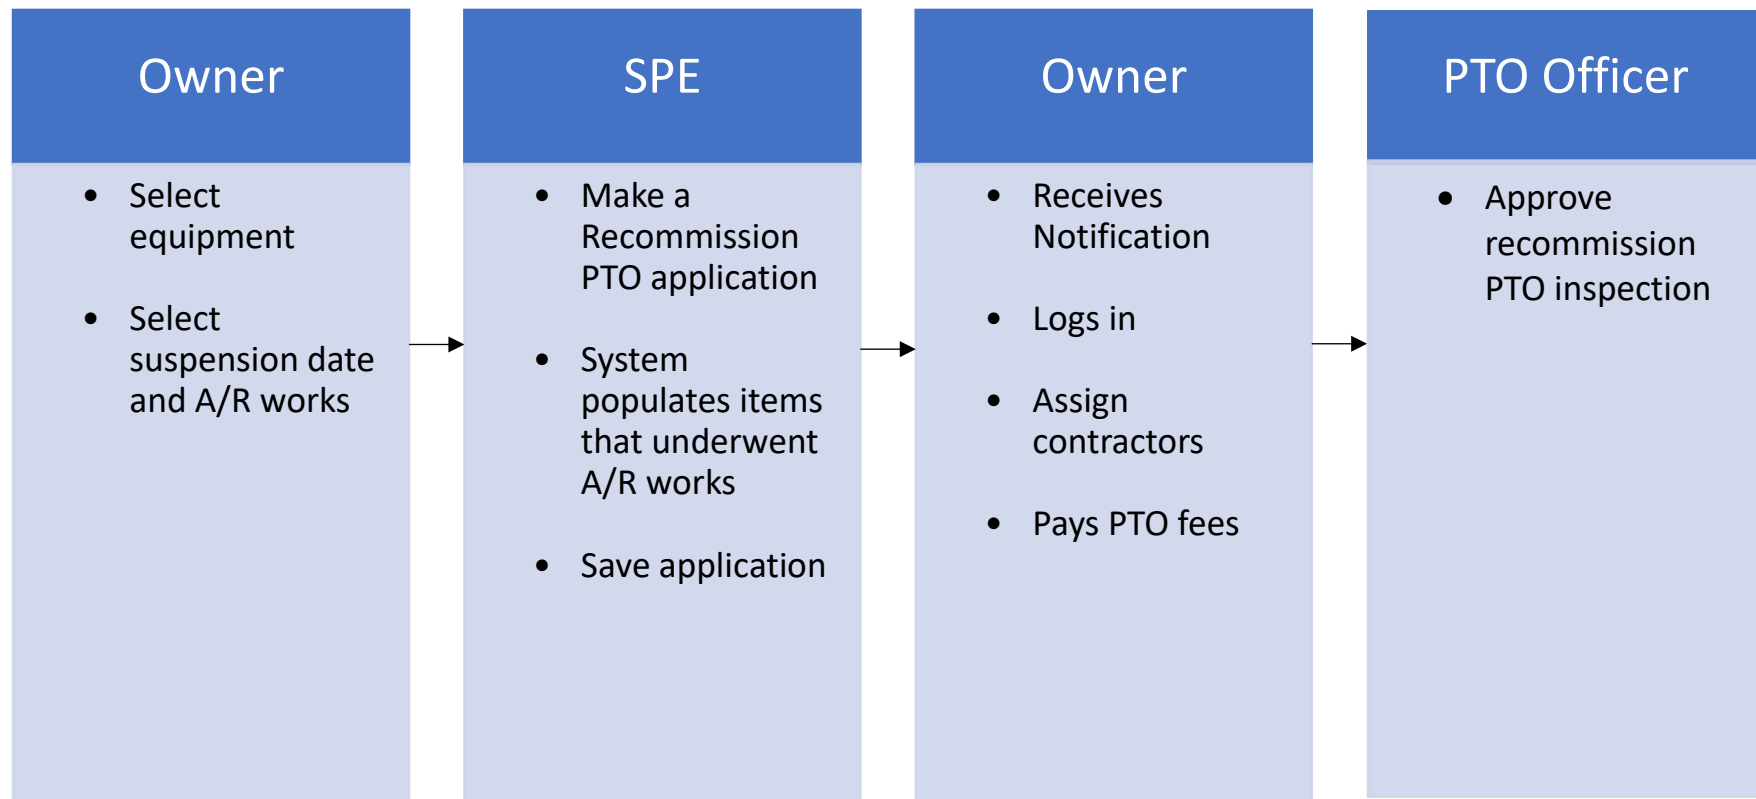 Owner
• Select
equipment
• Select
suspension date
and A/R works
SPE
• Make a
Recommission
PTO application
• System
populates items
that underwent
A/R works
• Save application
Owner
• Receives
Notification
• Logs in
• Assign
contractors
• Pays PTO fees
PTO Officer
• Approve
recommission
PTO inspection